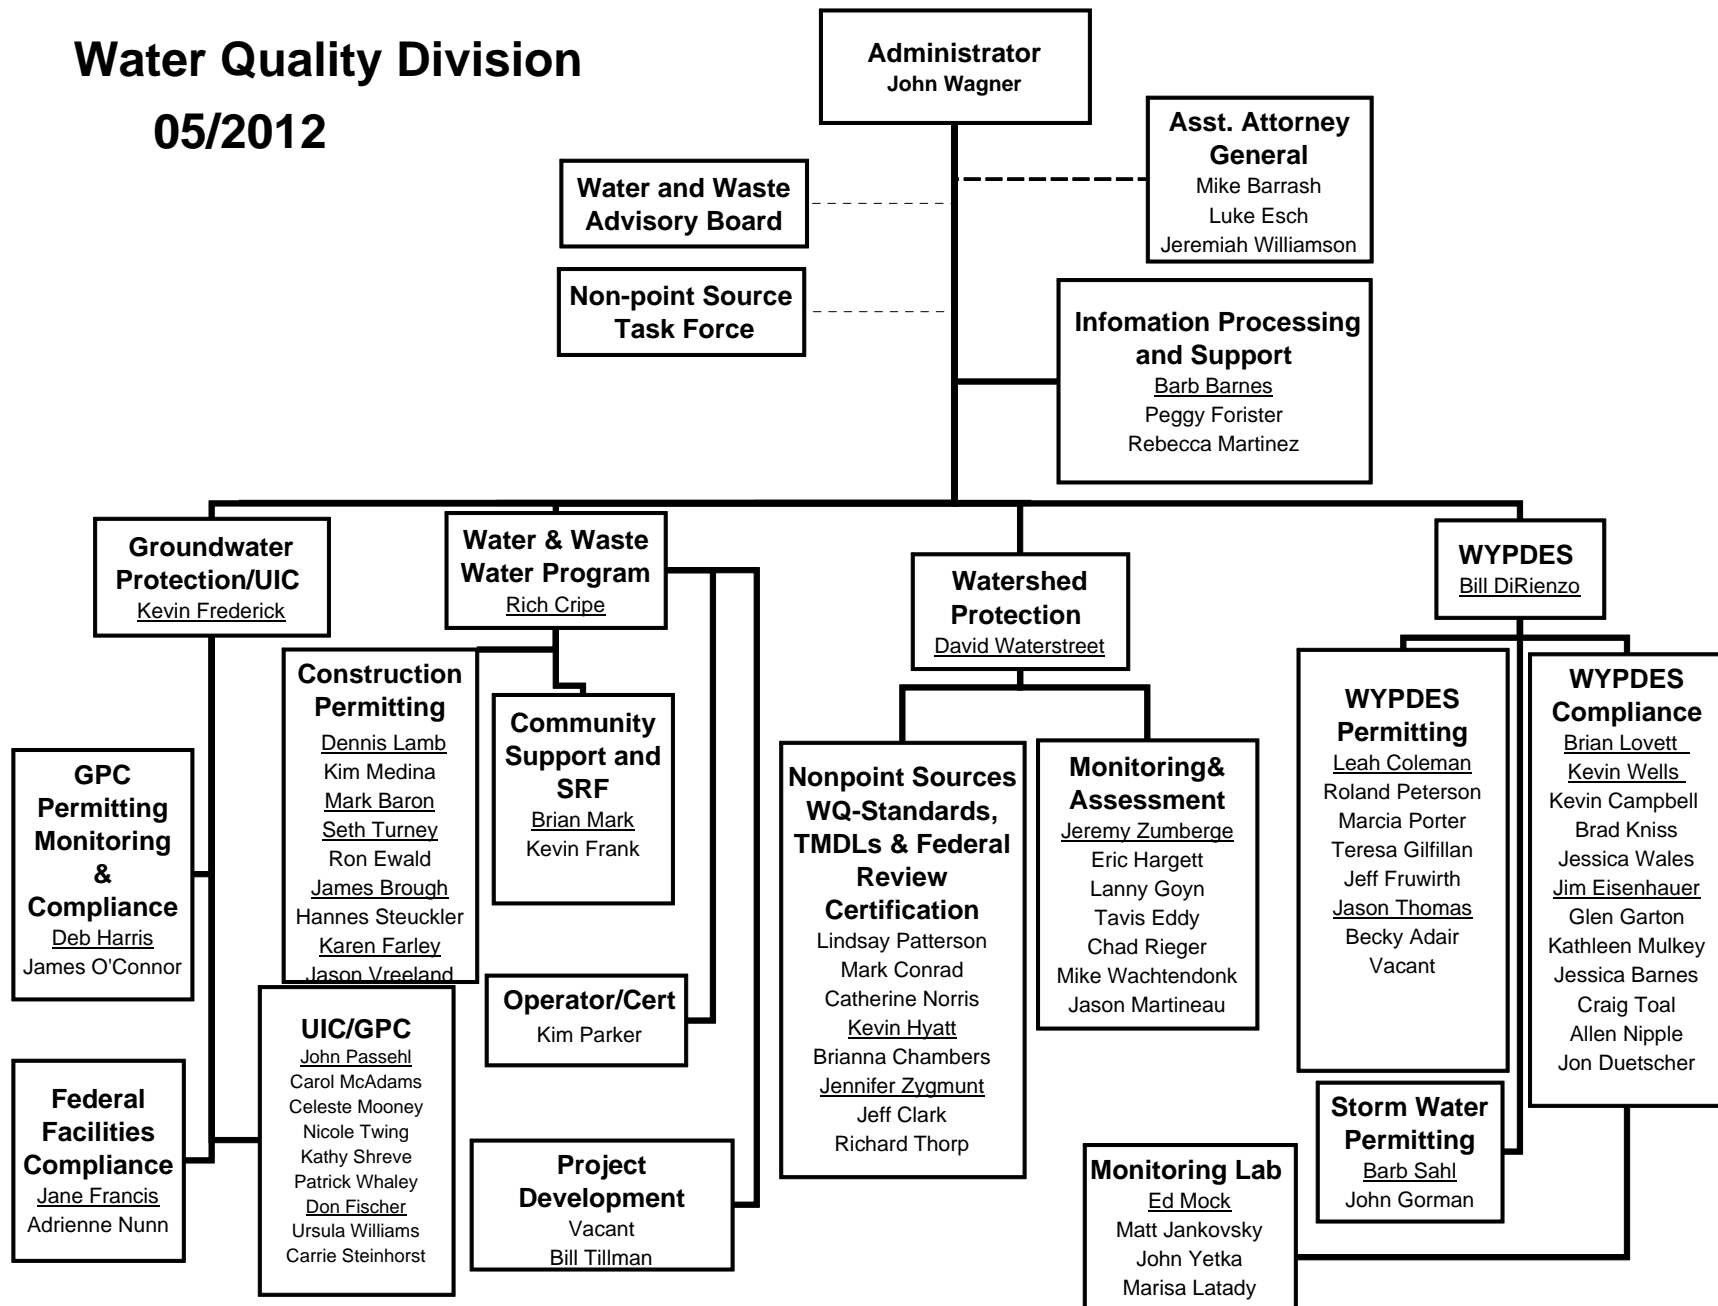 Water Quality Division
05/2012
Administrator
John Wagner
Asst. Attorney
General
Mike Barrash
Luke Esch
Jeremiah Williamson
Water and Waste
Advisory Board
Non-point Source
Task Force
Infomation Processing
and Support
Barb Barnes
Peggy Forister
Rebecca Martinez
Groundwater
Protection/UIC
Kevin Frederick
Water & Waste
Water Program
Rich Cripe
Watershed
Protection
David Waterstreet
WYPDES
Bill DiRienzo
GPC
Permitting
Monitoring
&
Compliance
Deb Harris
James O'Connor
Federal
Facilities
Compliance
Jane Francis
Adrienne Nunn
Construction
Permitting
Dennis Lamb
Kim Medina
Mark Baron
Seth Turney
Ron Ewald
James Brough
Hannes Steuckler
Karen Farley
Jason Vreeland
UIC/GPC
John Passehl
Carol McAdams
Celeste Mooney
Nicole Twing
Kathy Shreve
Patrick Whaley
Don Fischer
Ursula Williams
Carrie Steinhorst
Community
Support and
SRF
Brian Mark
Kevin Frank
Operator/Cert
Kim Parker
Project
Development
Vacant
Bill Tillman
Nonpoint Sources
WQ-Standards,
TMDLs & Federal
Review
Certification
Lindsay Patterson
Mark Conrad
Catherine Norris
Kevin Hyatt
Brianna Chambers
Jennifer Zygmunt
Jeff Clark
Richard Thorp
Monitoring&
Assessment
Jeremy Zumberge
Eric Hargett
Lanny Goyn
Tavis Eddy
Chad Rieger
Mike Wachtendonk
Jason Martineau
WYPDES
Permitting
Leah Coleman
Roland Peterson
Marcia Porter
Teresa Gilfillan
Jeff Fruwirth
Jason Thomas
Becky Adair
Vacant
WYPDES
Compliance
Brian Lovett
Kevin Wells
Kevin Campbell
Brad Kniss
Jessica Wales
Jim Eisenhauer
Glen Garton
Kathleen Mulkey
Jessica Barnes
Craig Toal
Allen Nipple
Jon Duetscher
Storm Water
Permitting
Barb Sahl
John Gorman
Monitoring Lab
Ed Mock
Matt Jankovsky
John Yetka
Marisa Latady